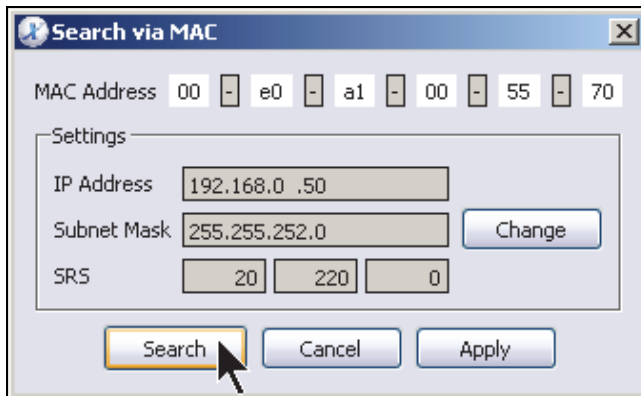 Search via MAC
MAC Address 00 - e0 - a1 - 00 - 55 - 70
Settings
IP Address 192.168.0 .50
Subnet Mask 255.255.252.0 Change
SRS 20 220 0
Search Cancel Apply